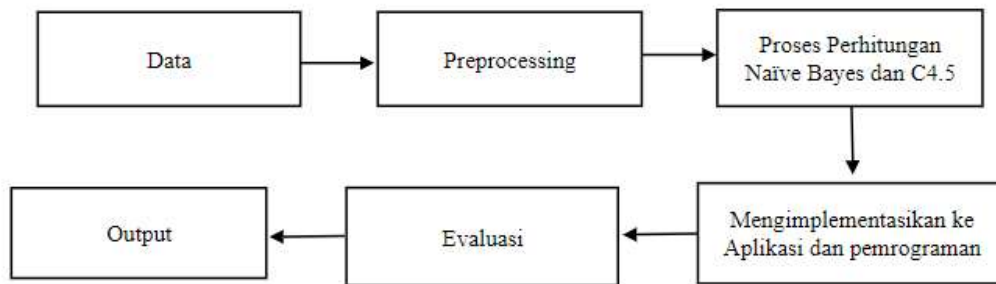 Data
Preprocessing
Proses Perhitungan
Naïve Bayes dan C4.5
Mengimplementasikan ke
Aplikasi dan pemrograman
Evaluasi
Output